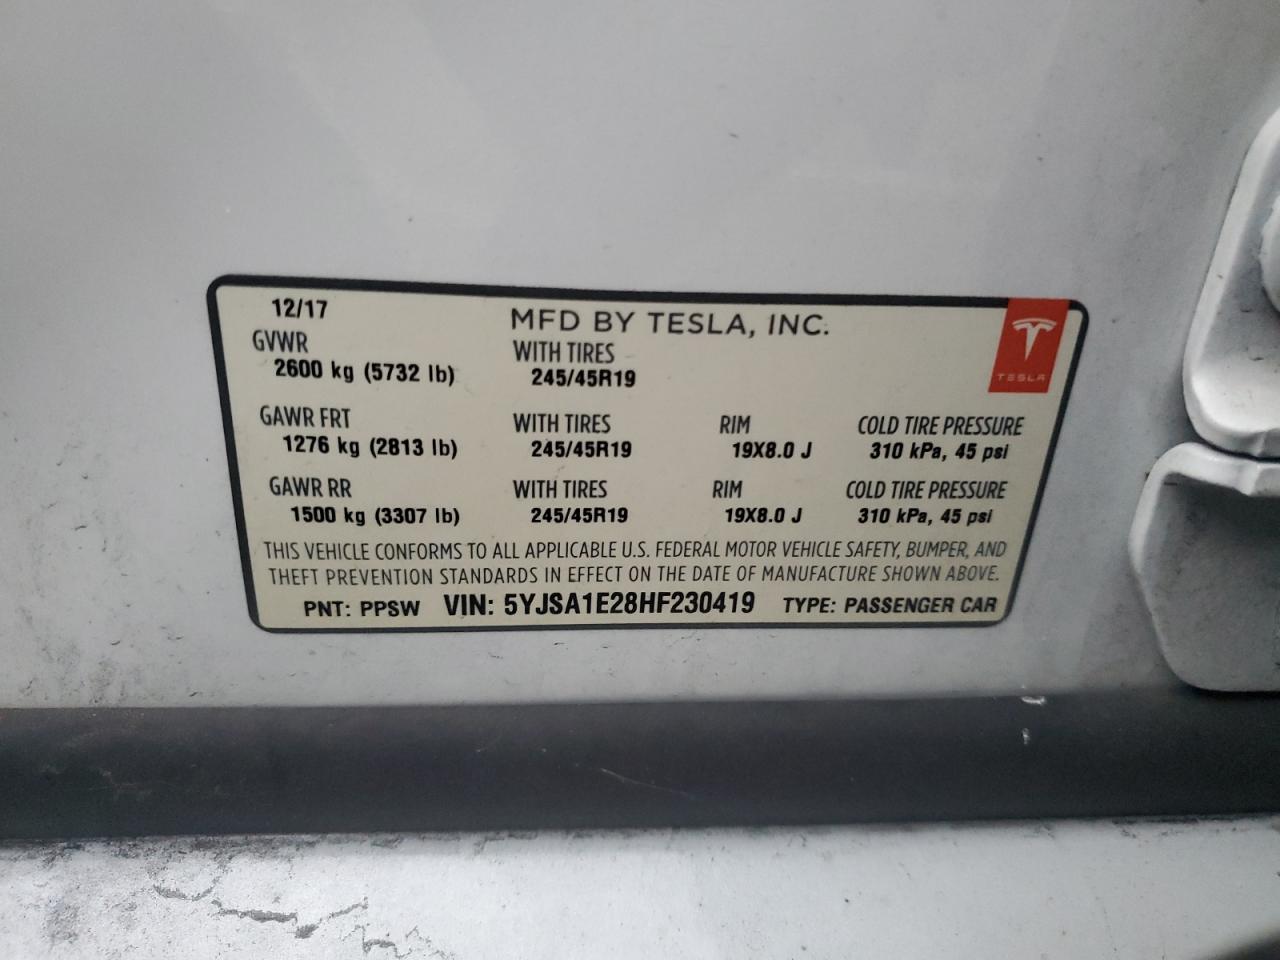 12/17
MFD BY TESLA, INC.
TESLA
GVWR WITH TIRES
2600 kg (5732 lb) 245/45R19
GAWR FRT WITH TIRES RIM COLD TIRE PRESSURE
1276 kg (2813 lb) 245/45R19 19X8.0 J 310 kPa, 45 psi
GAWR RR WITH TIRES RIM COLD TIRE PRESSURE
1500 kg (3307 lb) 245/45R19 19X8.0 J 310 kPa, 45 psi
THIS VEHICLE CONFORMS TO ALL APPLICABLE U.S. FEDERAL MOTOR VEHICLE SAFETY, BUMPER, AND
THEFT PREVENTION STANDARDS IN EFFECT ON THE DATE OF MANUFACTURE SHOWN ABOVE.
PNT: PPSW VIN: 5YJSA1E28HF230419 TYPE: PASSENGER CAR